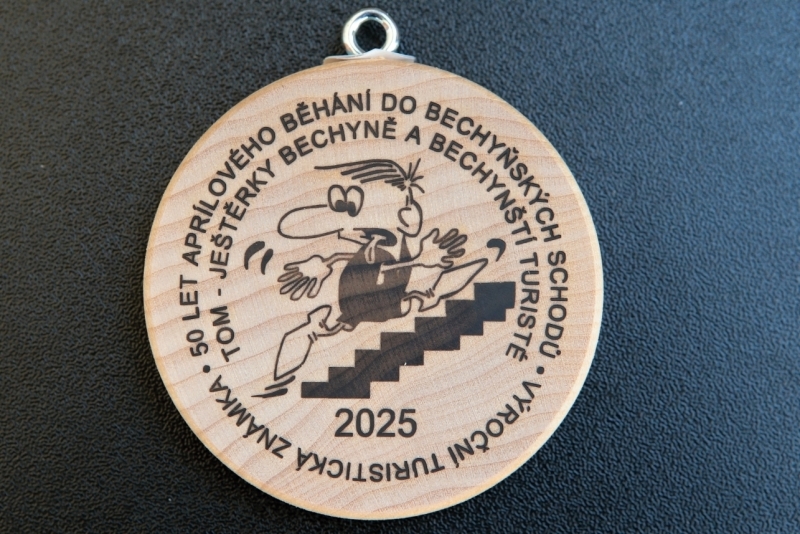 • 50 LET APRÍLOVÉHO BĚHÁNÍ DO BECHYŇSKÝCH SCHODŮ •
VÝROČNÍ TURISTICKÁ ZNÁMKA
TOM - JEŠTĚRKY BECHYNĚ A BECHYNŠTÍ TURISTÉ
2025